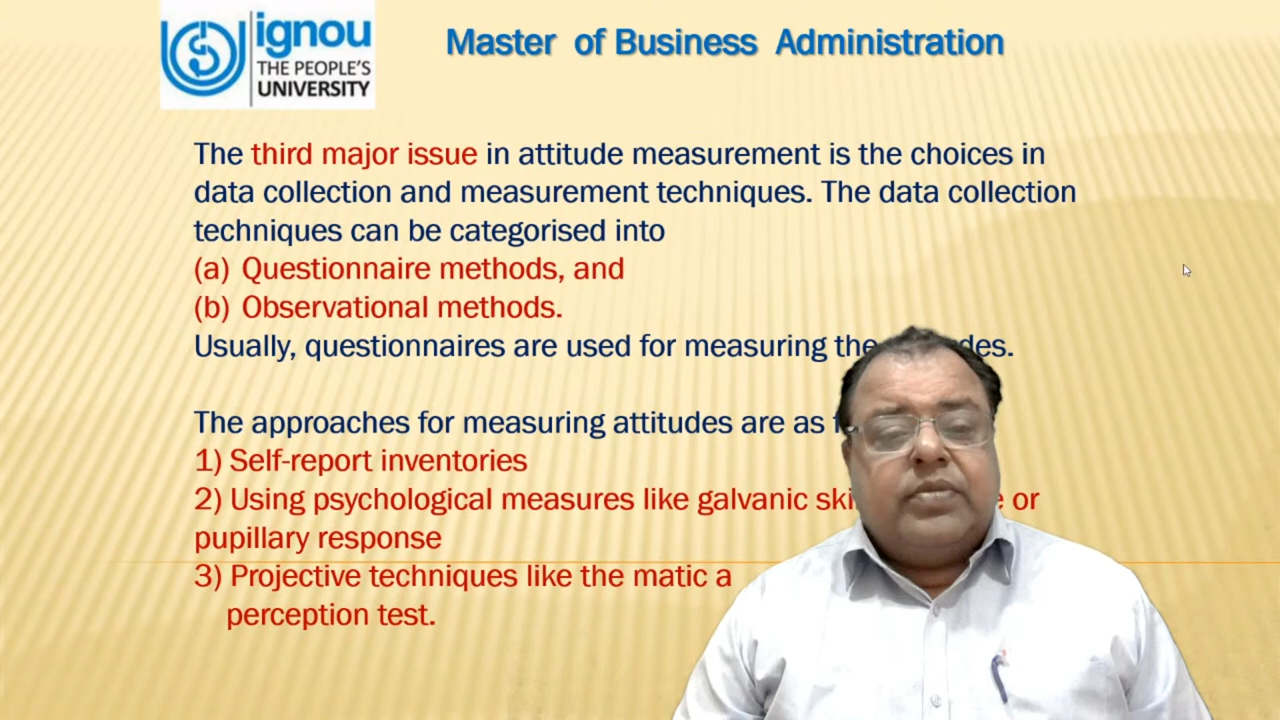 ignou
THE PEOPLE'S
UNIVERSITY
Master of Business Administration
The third major issue in attitude measurement is the choices in
data collection and measurement techniques. The data collection
techniques can be categorised into
(a) Questionnaire methods, and
(b) Observational methods.
Usually, questionnaires are used for measuring the
The approaches for measuring attitudes are as
1) Self-report inventories
2) Using psychological measures like galvanic or
pupillary response
3) Projective techniques like the matic a
perception test.